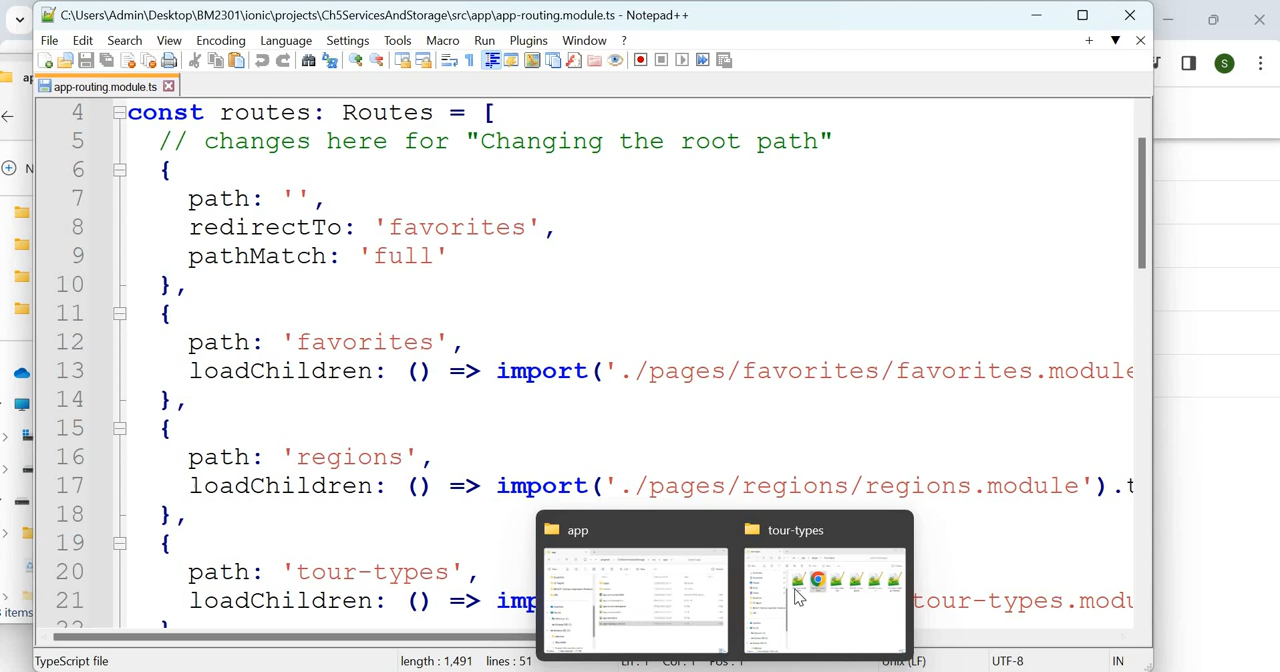 C:\Users\Admin\Desktop\BM2301\ionic\projects\Ch5ServicesAndStorage\src\app\app-routing.module.ts - Notepad++
File Edit Search View Encoding Language Settings Tools Macro Run Plugins Window ?
app-routing.module.ts
4 const routes: Routes = [
5 // changes here for "Changing the root path"
6 {
7 path: '',
8 redirectTo: 'favorites',
9 pathMatch: 'full'
10 },
11 {
12 path: 'favorites',
13 loadChildren: () => import('./pages/favorites/favorites.module
14 },
15 {
16 path: 'regions',
17 loadChildren: () => import('./pages/regions/regions.module').t
18 },
19 {
20 path: 'tour-types',
21 loadChildren: () => imp tour-types.modu
app tour-types
TypeScript file length : 1,491 lines : 51 Unix (LF) UTF-8 IN
S
items